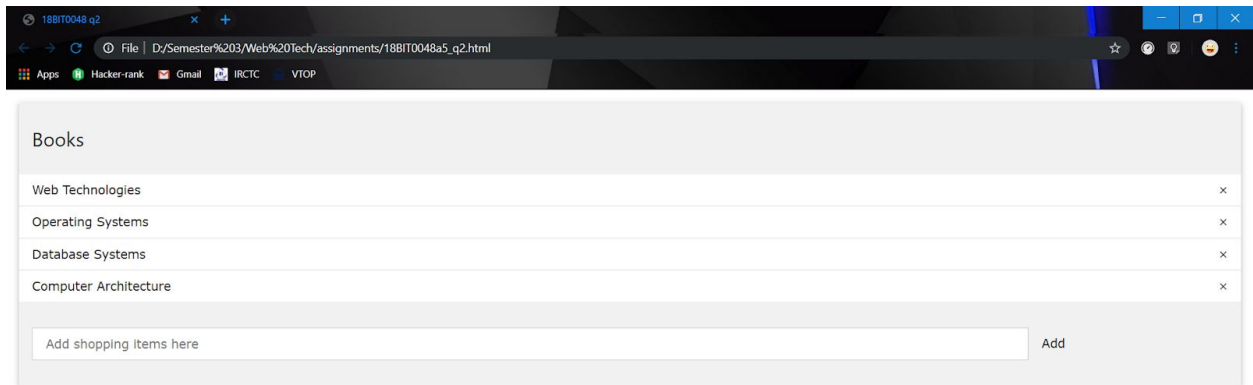 18BIT0048 q2
File | D:/Semester%203/Web%20Tech/assignments/18BIT0048a5_q2.html
Apps Hacker-rank Gmail IRCTC VTOP
Books
Web Technologies ×
Operating Systems ×
Database Systems ×
Computer Architecture ×
Add shopping items here Add